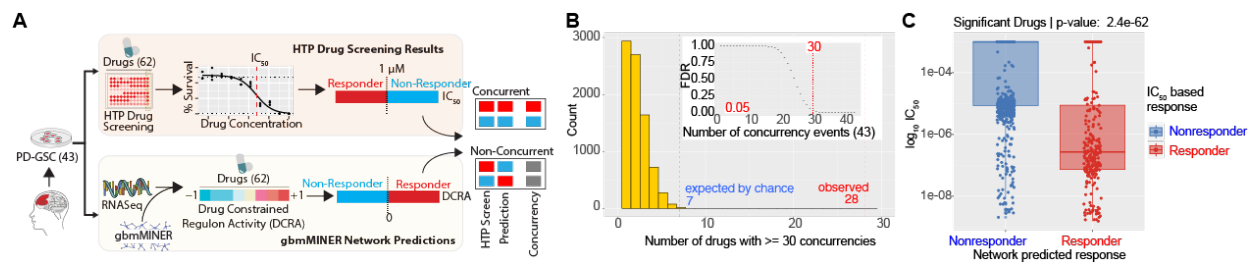 A
Drugs (62)
HTP Drug
Screening
% Survival
IC50
Drug Concentration
HTP Drug Screening Results
1 µM
Responder
Non-Responder
IC50
PD-GSC (43)
RNASeq
gbmMINER
Drugs (62)
−1
+1
Drug Constrained
Regulon Activity (DCRA)
Non-Responder
Responder
DCRA
0
gbmMINER Network Predictions
Concurrent
Non-Concurrent
HTP Screen
Prediction
Concurrency
B
Count
3000
2000
1000
0
0
10
20
30
Number of drugs with >= 30 concurrencies
expected by chance
7
observed
28
FDR
1.00
0.75
0.50
0.25
0.00
0.05
30
0
10
20
30
40
Number of concurrency events (43)
C
Significant Drugs | p-value: 2.4e-62
log10 IC50
1e-04
1e-06
1e-08
Nonresponder
Responder
Network predicted response
IC50 based
response
Nonresponder
Responder